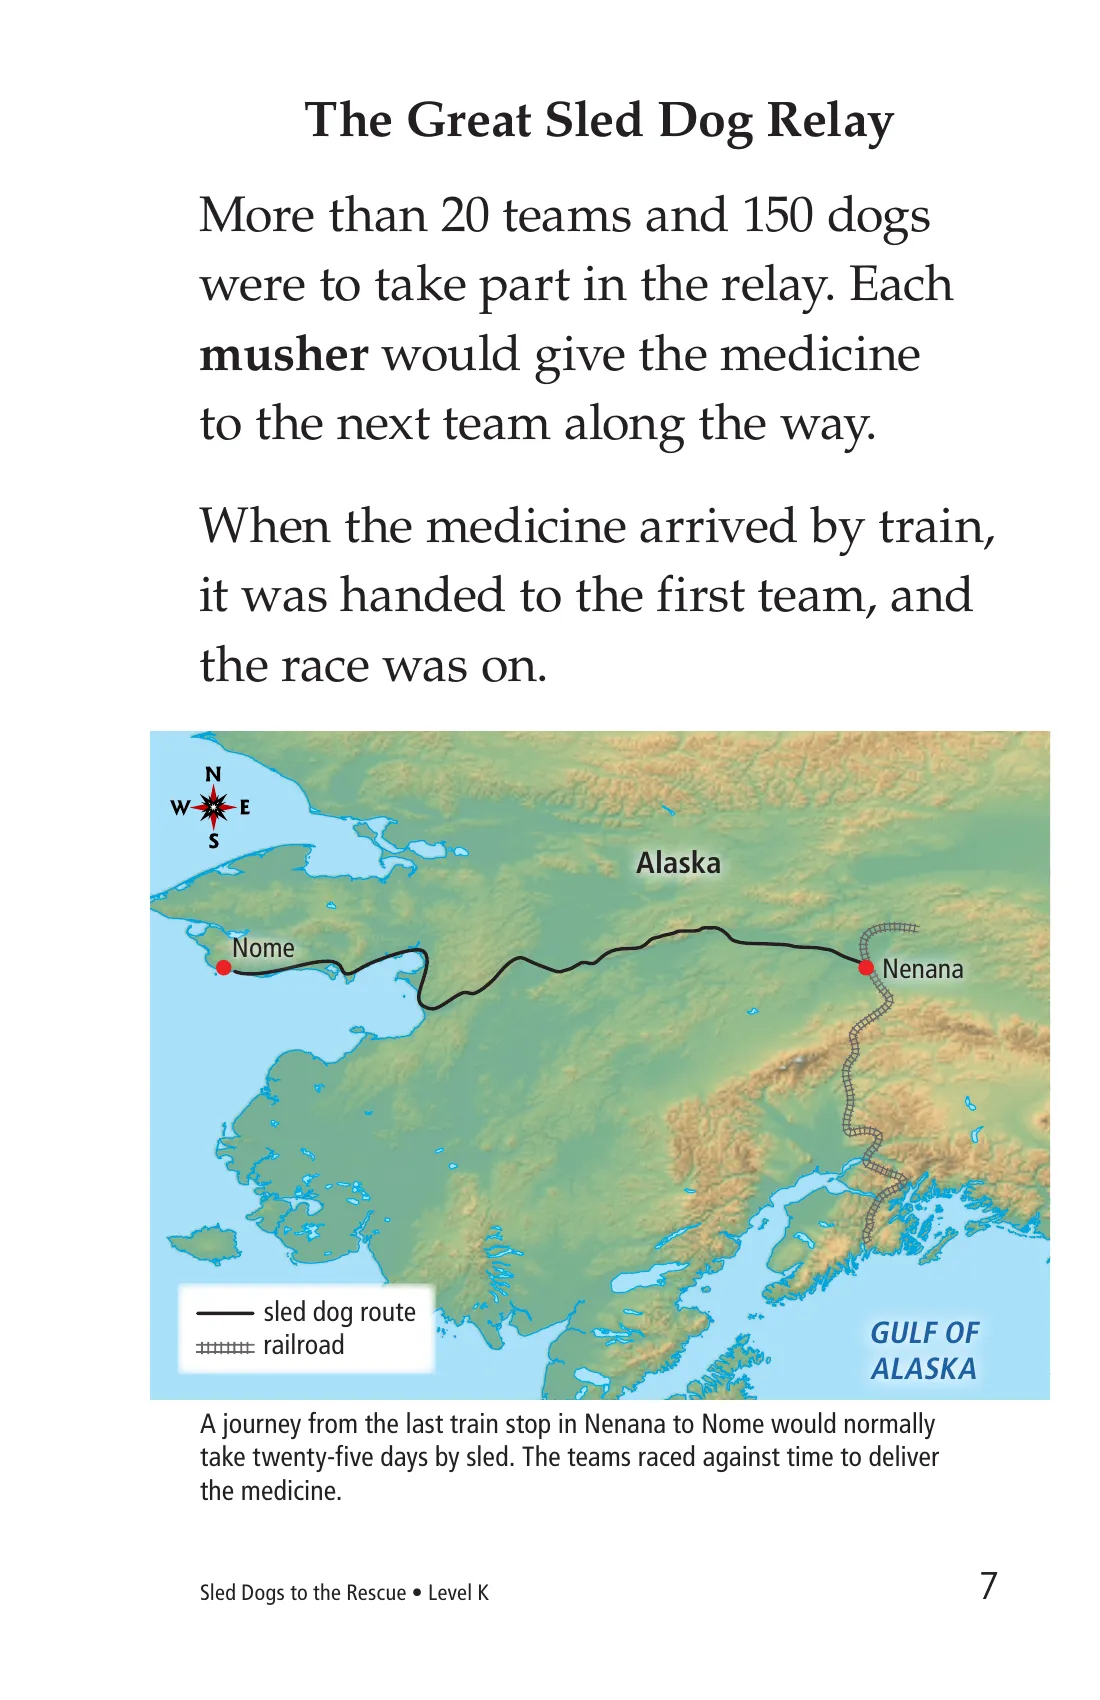 The Great Sled Dog Relay
More than 20 teams and 150 dogs
were to take part in the relay. Each
musher would give the medicine
to the next team along the way.
When the medicine arrived by train,
it was handed to the first team, and
the race was on.
N
W E
S
Alaska
Nome
Nenana
sled dog route
railroad
GULF OF
ALASKA
A journey from the last train stop in Nenana to Nome would normally
take twenty-five days by sled. The teams raced against time to deliver
the medicine.
Sled Dogs to the Rescue • Level K
7